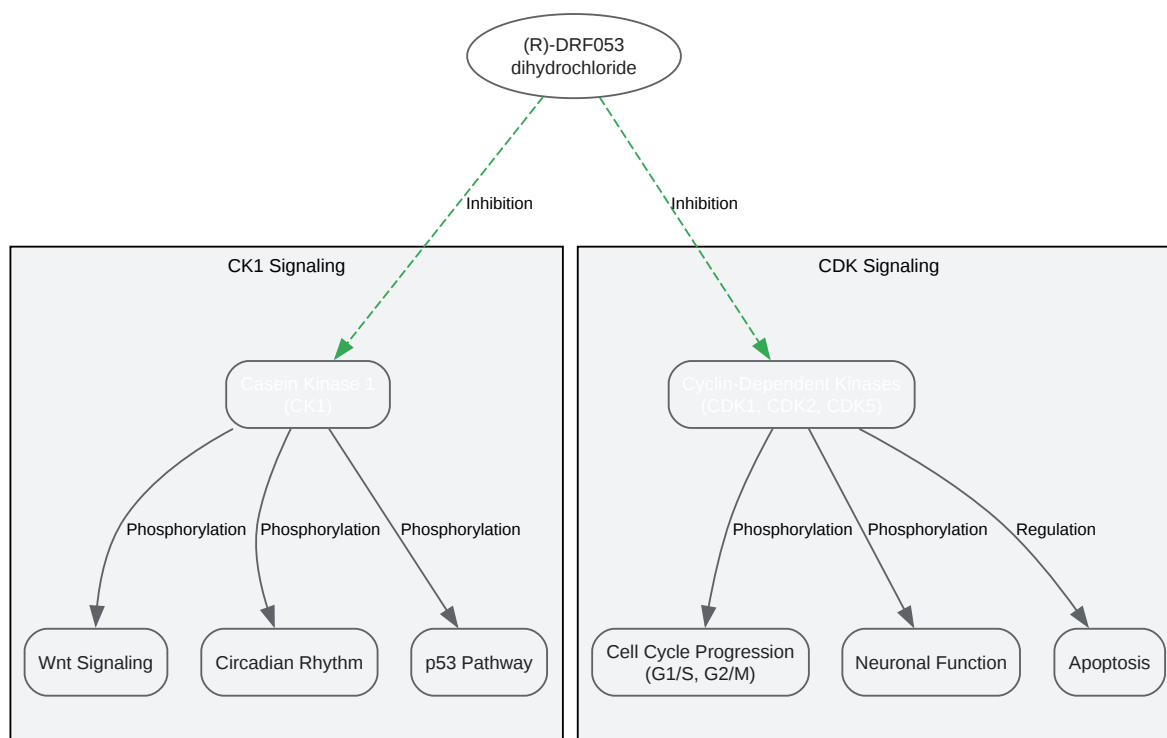 (R)-DRF053
dihydrochloride
Inhibition
Inhibition
CK1 Signaling
CDK Signaling
Casein Kinase 1
(CK1)
Cyclin-Dependent Kinases
(CDK1, CDK2, CDK5)
Phosphorylation
Phosphorylation
Phosphorylation
Phosphorylation
Phosphorylation
Regulation
Wnt Signaling
Circadian Rhythm
p53 Pathway
Cell Cycle Progression
(G1/S, G2/M)
Neuronal Function
Apoptosis